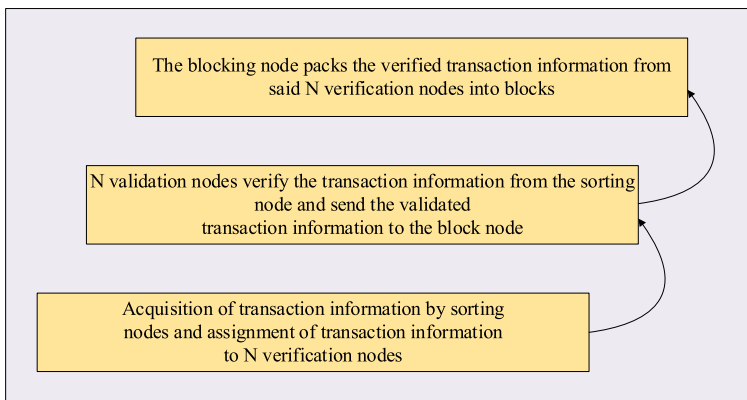 The blocking node packs the verified transaction information from
said N verification nodes into blocks
N validation nodes verify the transaction information from the sorting
node and send the validated
transaction information to the block node
Acquisition of transaction information by sorting
nodes and assignment of transaction information
to N verification nodes